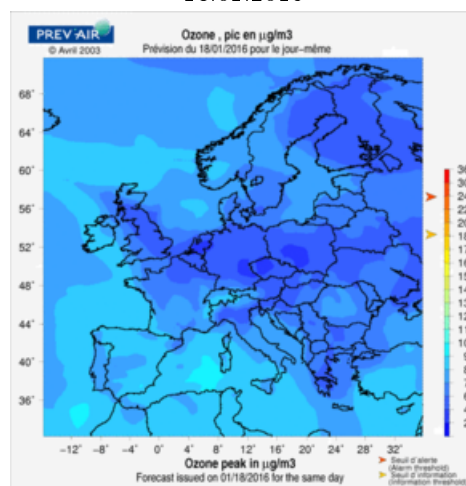 PREV'AIR
© Avril 2003
Ozone , pic en µg/m3
Prévision du 18/01/2016 pour le jour-même
68°
64°
60°
56°
52°
48°
44°
40°
36°
-12° -8° -4° 0° 4° 8° 12° 16° 20° 24° 28° 32°
Ozone peak in µg/m3
Forecast issued on 01/18/2016 for the same day
Seuil d'alerte
(Alarm threshold)
Seuil d'information
(Information threshold)